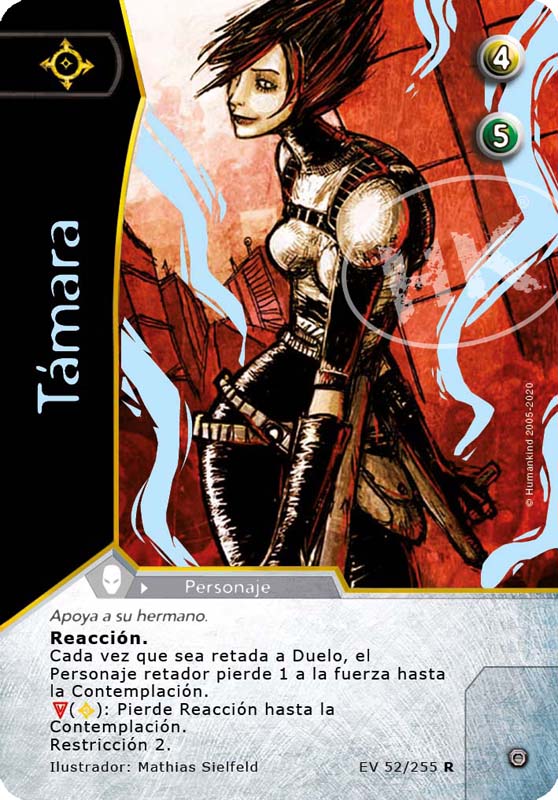 4
5
Támara
HK
®
© Humankind 2005-2020
Personaje
Apoya a su hermano.
Reacción.
Cada vez que sea retada a Duelo, el
Personaje retador pierde 1 a la fuerza hasta
la Contemplación.
( ): Pierde Reacción hasta la
Contemplación.
Restricción 2.
Ilustrador: Mathias Sielfeld
EV 52/255 R